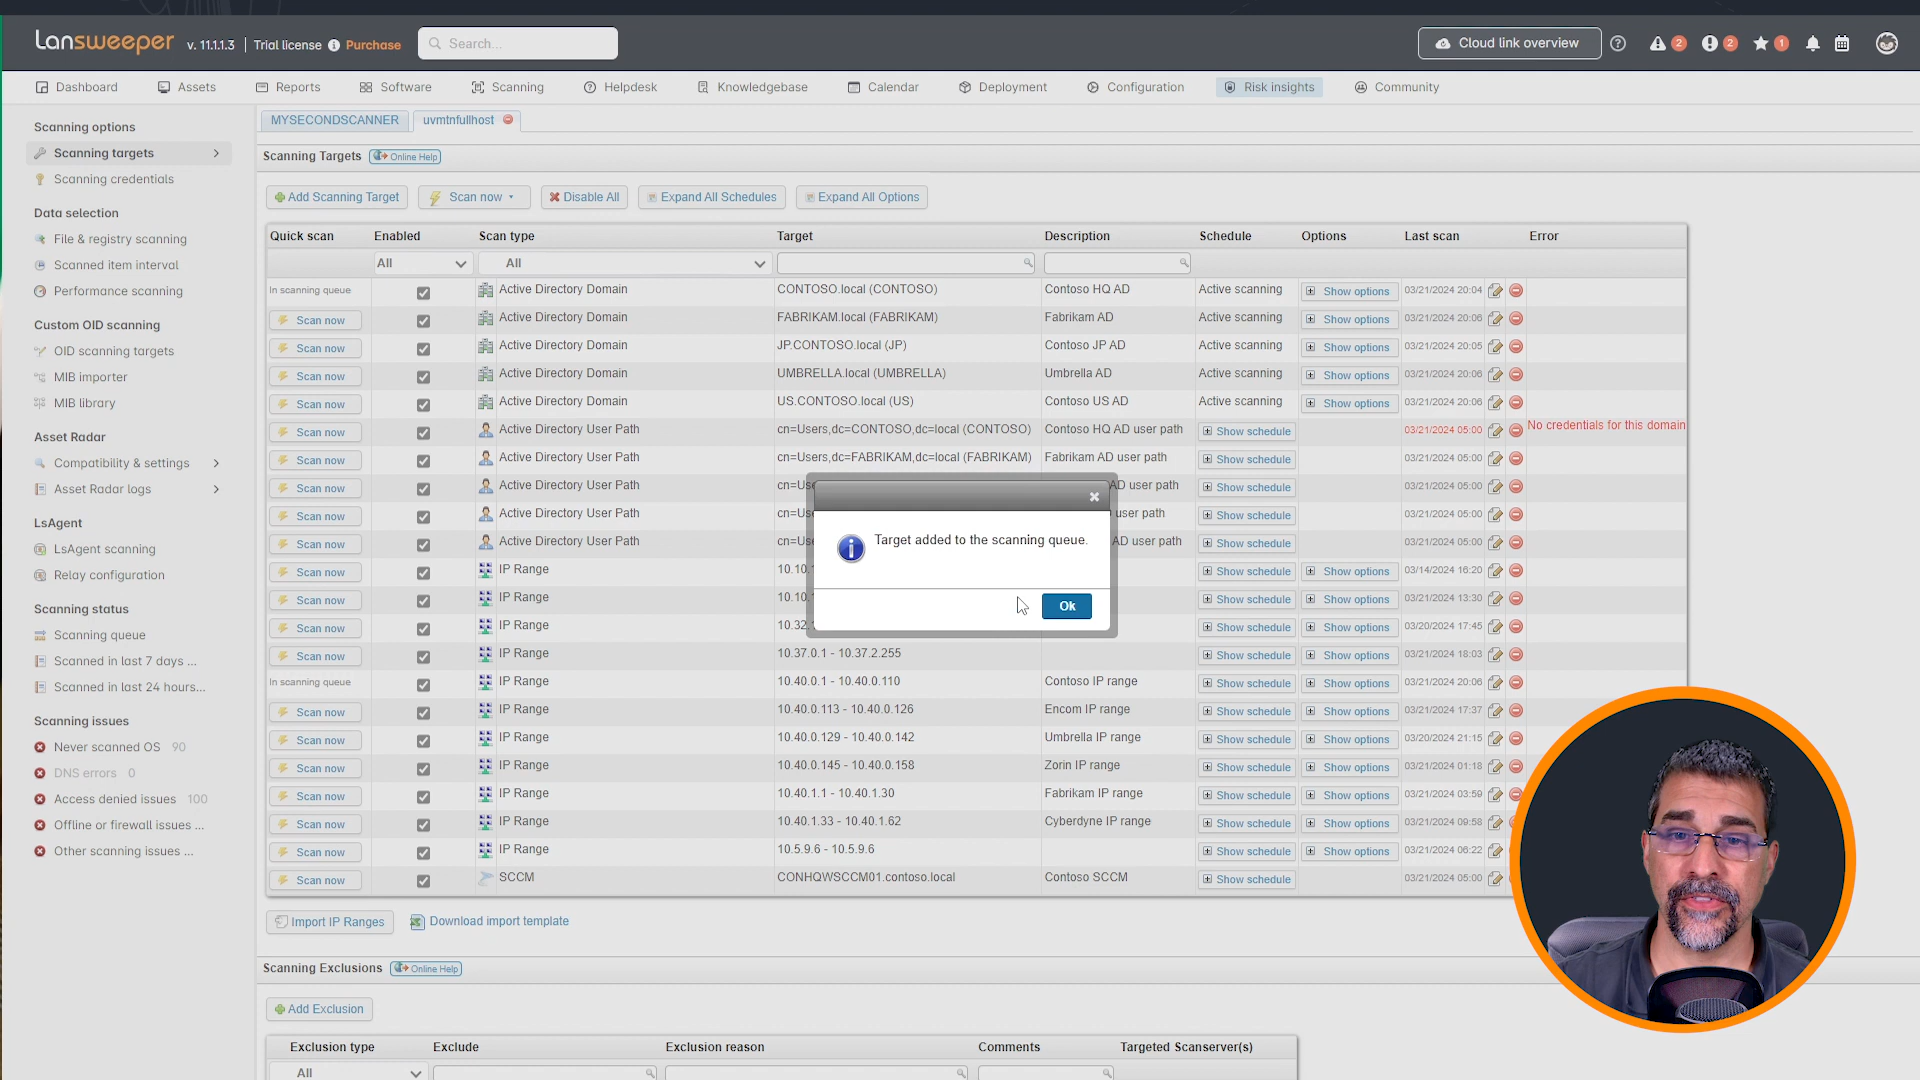 Lansweeper v. 11.1.1.3 Trial license Purchase Search... Cloud link overview 2 2 1
Dashboard Assets Reports Software Scanning Helpdesk Knowledgebase Calendar Deployment Configuration Risk insights Community
Scanning options
Scanning targets
Scanning credentials
Data selection
File & registry scanning
Scanned item interval
Performance scanning
Custom OID scanning
OID scanning targets
MIB importer
MIB library
Asset Radar
Compatibility & settings
Asset Radar logs
LsAgent
LsAgent scanning
Relay configuration
Scanning status
Scanning queue
Scanned in last 7 days ...
Scanned in last 24 hours...
Scanning issues
Never scanned OS 90
DNS errors 0
Access denied issues 100
Offline or firewall issues ...
Other scanning issues ...
MYSECONDSCANNER uvmtnfullhost
Scanning Targets Online Help
Add Scanning Target Scan now Disable All Expand All Schedules Expand All Options
Quick scan Enabled Scan type Target Description Schedule Options Last scan Error
All All
In scanning queue Active Directory Domain CONTOSO.local (CONTOSO) Contoso HQ AD Active scanning Show options 03/21/2024 20:04
Scan now Active Directory Domain FABRIKAM.local (FABRIKAM) Fabrikam AD Active scanning Show options 03/21/2024 20:06
Scan now Active Directory Domain JP.CONTOSO.local (JP) Contoso JP AD Active scanning Show options 03/21/2024 20:05
Scan now Active Directory Domain UMBRELLA.local (UMBRELLA) Umbrella AD Active scanning Show options 03/21/2024 20:06
Scan now Active Directory Domain US.CONTOSO.local (US) Contoso US AD Active scanning Show options 03/21/2024 20:06
Scan now Active Directory User Path cn=Users,dc=CONTOSO,dc=local (CONTOSO) Contoso HQ AD user path Show schedule 03/21/2024 05:00 No credentials for this domain
Scan now Active Directory User Path cn=Users,dc=FABRIKAM,dc=local (FABRIKAM) Fabrikam AD user path Show schedule 03/21/2024 05:00
Scan now Active Directory User Path cn=Us AD user path Show schedule 03/21/2024 05:00
Scan now Active Directory User Path cn=Us user path Show schedule 03/21/2024 05:00
Scan now Active Directory User Path cn=Us AD user path Show schedule 03/21/2024 05:00
Scan now IP Range 10.10. Show schedule Show options 03/14/2024 16:20
Scan now IP Range 10.10. Show schedule Show options 03/21/2024 13:30
Scan now IP Range 10.32. Show schedule Show options 03/20/2024 17:45
Scan now IP Range 10.37.0.1 - 10.37.2.255 Show schedule Show options 03/21/2024 18:03
In scanning queue IP Range 10.40.0.1 - 10.40.0.110 Contoso IP range Show schedule Show options 03/21/2024 20:06
Scan now IP Range 10.40.0.113 - 10.40.0.126 Encom IP range Show schedule Show options 03/21/2024 17:37
Scan now IP Range 10.40.0.129 - 10.40.0.142 Umbrella IP range Show schedule Show options 03/20/2024 21:15
Scan now IP Range 10.40.0.145 - 10.40.0.158 Zorin IP range Show schedule Show options 03/21/2024 01:18
Scan now IP Range 10.40.1.1 - 10.40.1.30 Fabrikam IP range Show schedule Show options 03/21/2024 03:59
Scan now IP Range 10.40.1.33 - 10.40.1.62 Cyberdyne IP range Show schedule Show options 03/21/2024 09:58
Scan now IP Range 10.5.9.6 - 10.5.9.6 Show schedule Show options 03/21/2024 06:22
Scan now SCCM CONHQWSCCM01.contoso.local Contoso SCCM Show schedule 03/21/2024 05:00
Target added to the scanning queue.
Ok
Import IP Ranges Download import template
Scanning Exclusions Online Help
Add Exclusion
Exclusion type Exclude Exclusion reason Comments Targeted Scanserver(s)
All